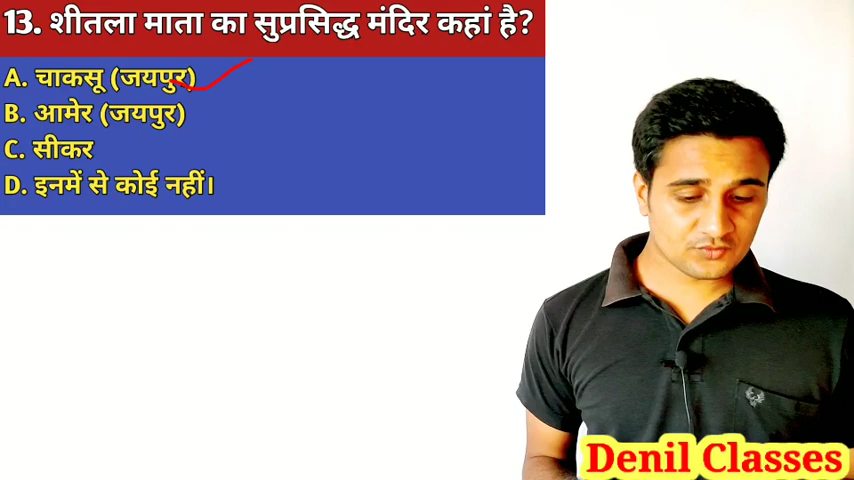 13. शीतला माता का सुप्रसिद्ध मंदिर कहां है?
A. चाकसू (जयपुर)
B. आमेर (जयपुर)
C. सीकर
D. इनमें से कोई नहीं।
Denil Classes